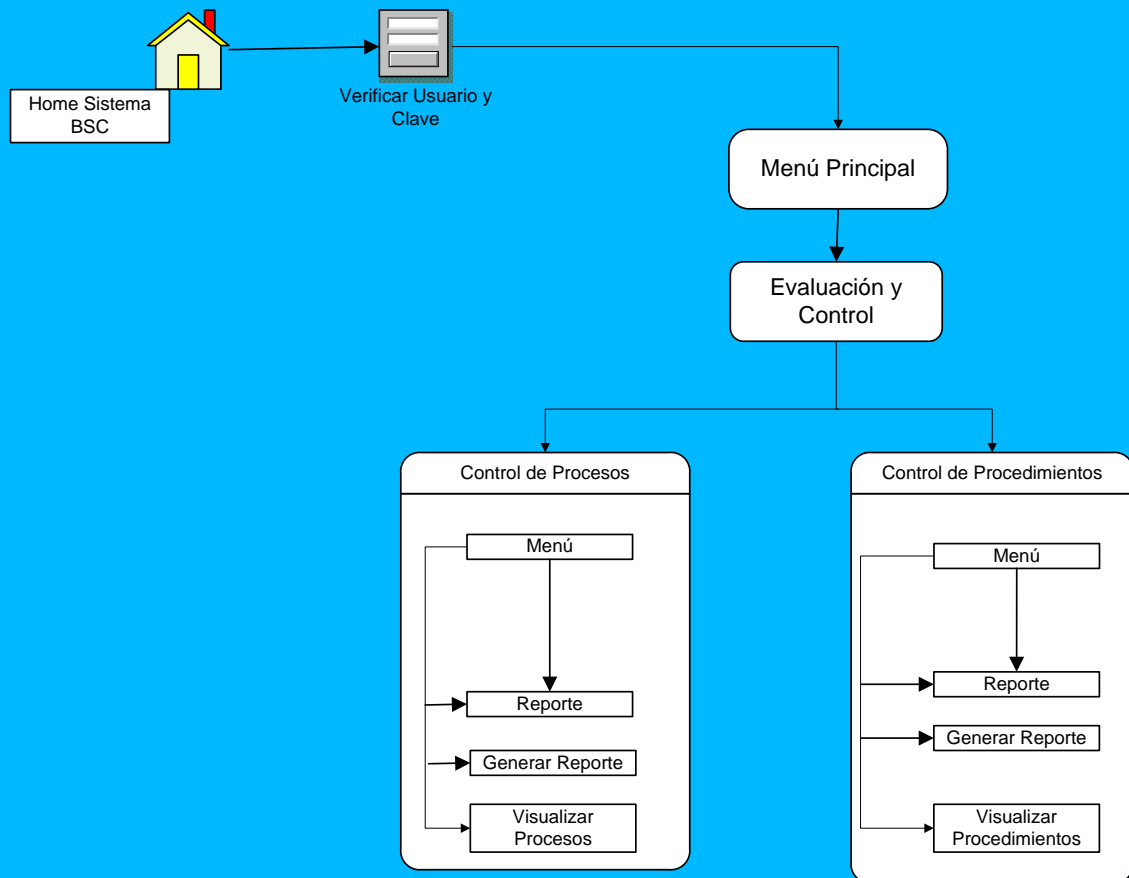 Home Sistema
BSC
Verificar Usuario y
Clave
Menú Principal
Evaluación y
Control
Control de Procesos
Menú
Reporte
Generar Reporte
Visualizar
Procesos
Control de Procedimientos
Menú
Reporte
Generar Reporte
Visualizar
Procedimientos